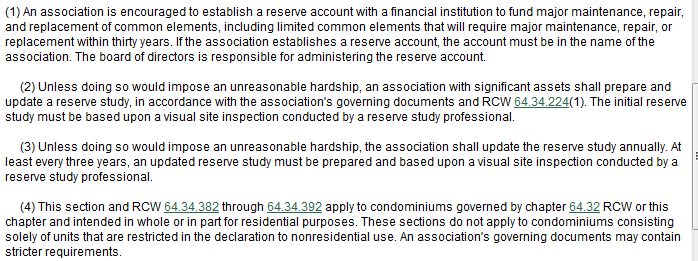 (1) An association is encouraged to establish a reserve account with a financial institution to fund major maintenance, repair,
and replacement of common elements, including limited common elements that will require major maintenance, repair, or
replacement within thirty years. If the association establishes a reserve account, the account must be in the name of the
association. The board of directors is responsible for administering the reserve account.
(2) Unless doing so would impose an unreasonable hardship, an association with significant assets shall prepare and
update a reserve study, in accordance with the association's governing documents and RCW 64.34.224(1). The initial reserve
study must be based upon a visual site inspection conducted by a reserve study professional.
(3) Unless doing so would impose an unreasonable hardship, the association shall update the reserve study annually. At
least every three years, an updated reserve study must be prepared and based upon a visual site inspection conducted by a
reserve study professional.
(4) This section and RCW 64.34.382 through 64.34.392 apply to condominiums governed by chapter 64.32 RCW or this
chapter and intended in whole or in part for residential purposes. These sections do not apply to condominiums consisting
solely of units that are restricted in the declaration to nonresidential use. An association's governing documents may contain
stricter requirements.